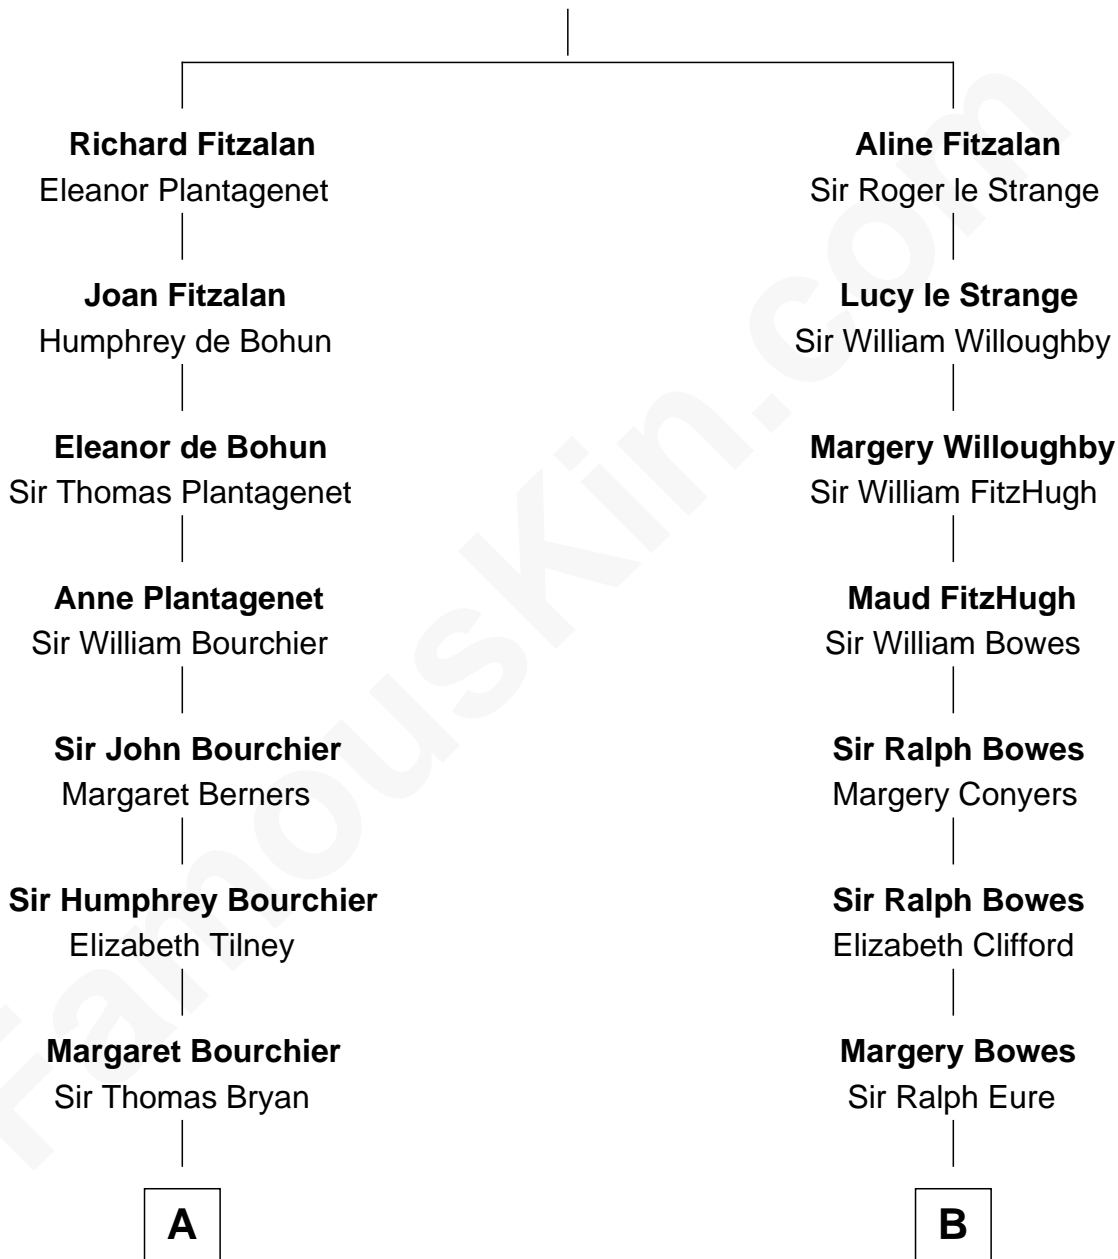 Richard Fitzalan
Eleanor Plantagenet
Joan Fitzalan
Humphrey de Bohun
Eleanor de Bohun
Sir Thomas Plantagenet
Anne Plantagenet
Sir William Bourchier
Sir John Bourchier
Margaret Berners
Sir Humphrey Bourchier
Elizabeth Tilney
Margaret Bourchier
Sir Thomas Bryan
A
Aline Fitzalan
Sir Roger le Strange
Lucy le Strange
Sir William Willoughby
Margery Willoughby
Sir William FitzHugh
Maud FitzHugh
Sir William Bowes
Sir Ralph Bowes
Margery Conyers
Sir Ralph Bowes
Elizabeth Clifford
Margery Bowes
Sir Ralph Eure
B
FamousKin.com